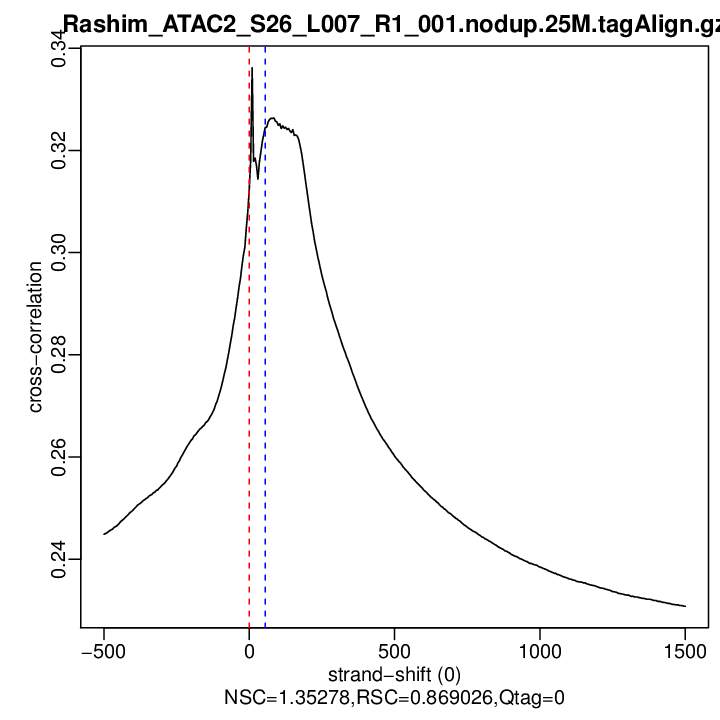 Rashim_ATAC2_S26_L007_R1_001.nodup.25M.tagAlign.gz
0.34
0.32
0.30
0.28
0.26
0.24
cross−correlation
−500 0 500 1000 1500
strand−shift (0)
NSC=1.35278,RSC=0.869026,Qtag=0